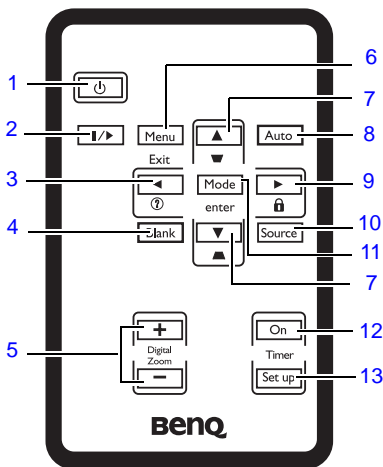 6
1
7
2
Menu
Auto
8
Exit
3
Mode
9
?
enter
4
Blank
Source
10
11
7
5
Digital
Zoom
On
12
Timer
Set up
13
BenQ